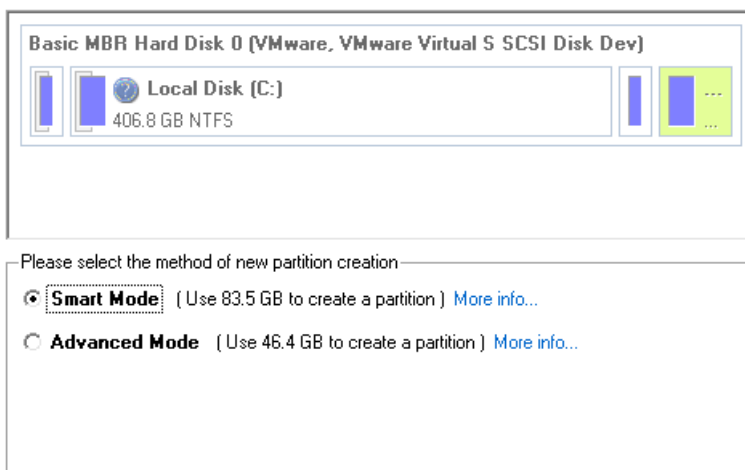 Basic MBR Hard Disk 0 (VMware, VMware Virtual S SCSI Disk Dev)
Local Disk (C:)
...
406.8 GB NTFS
...
Please select the method of new partition creation
Smart Mode ( Use 83.5 GB to create a partition ) More info...
Advanced Mode ( Use 46.4 GB to create a partition ) More info...